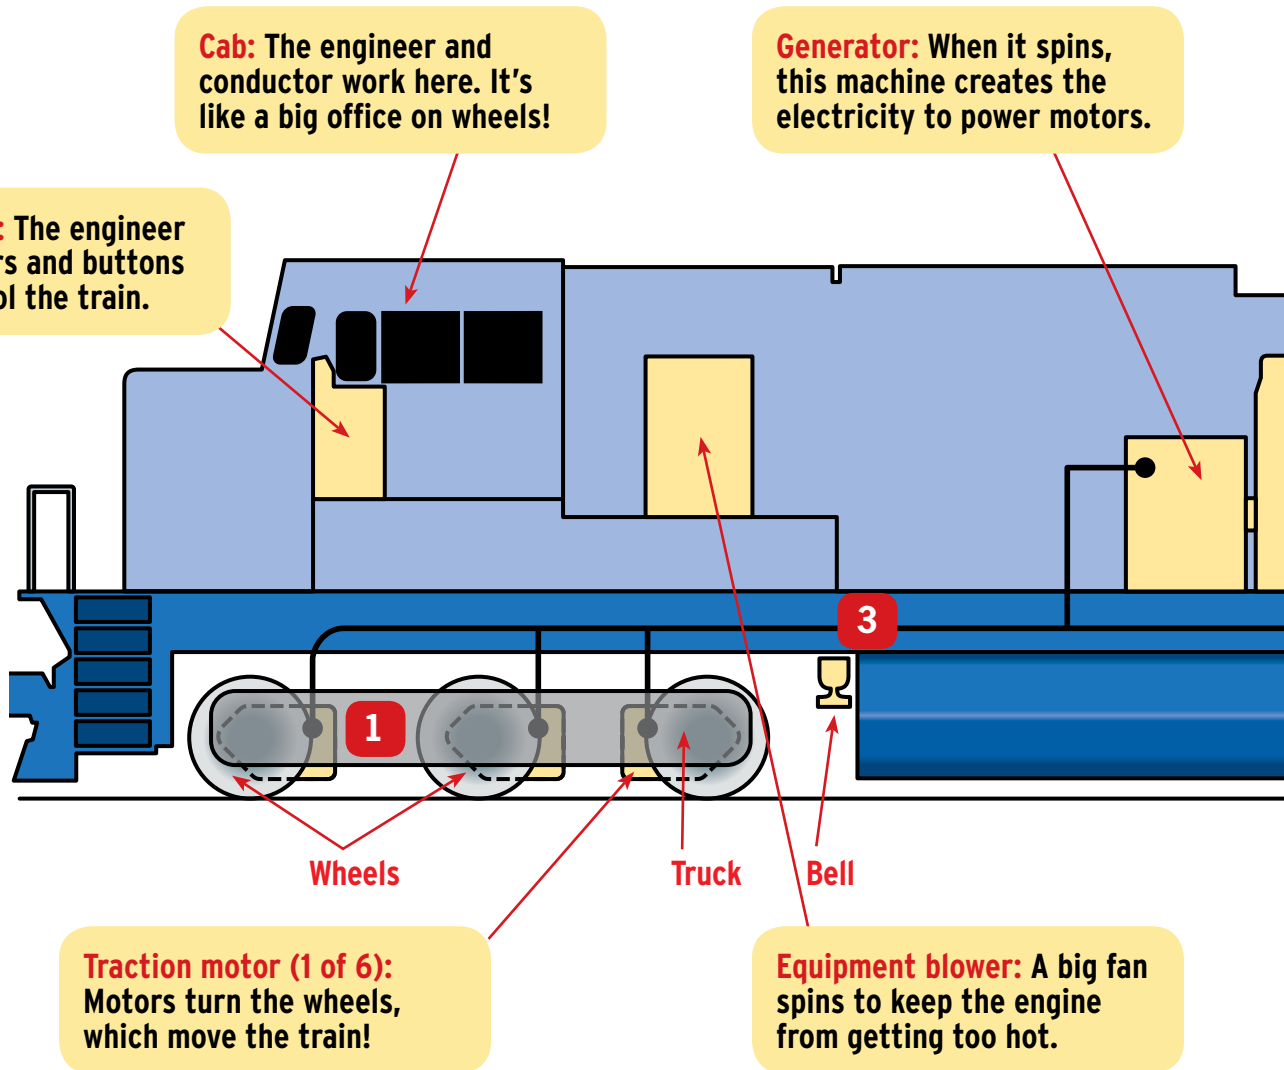 Cab: The engineer and
conductor work here. It's
like a big office on wheels!
Generator: When it spins,
this machine creates the
electricity to power motors.
: The engineer
and buttons
the train.
3
1
Wheels
Truck
Bell
Traction motor (1 of 6):
Motors turn the wheels,
which move the train!
Equipment blower: A big fan
spins to keep the engine
from getting too hot.